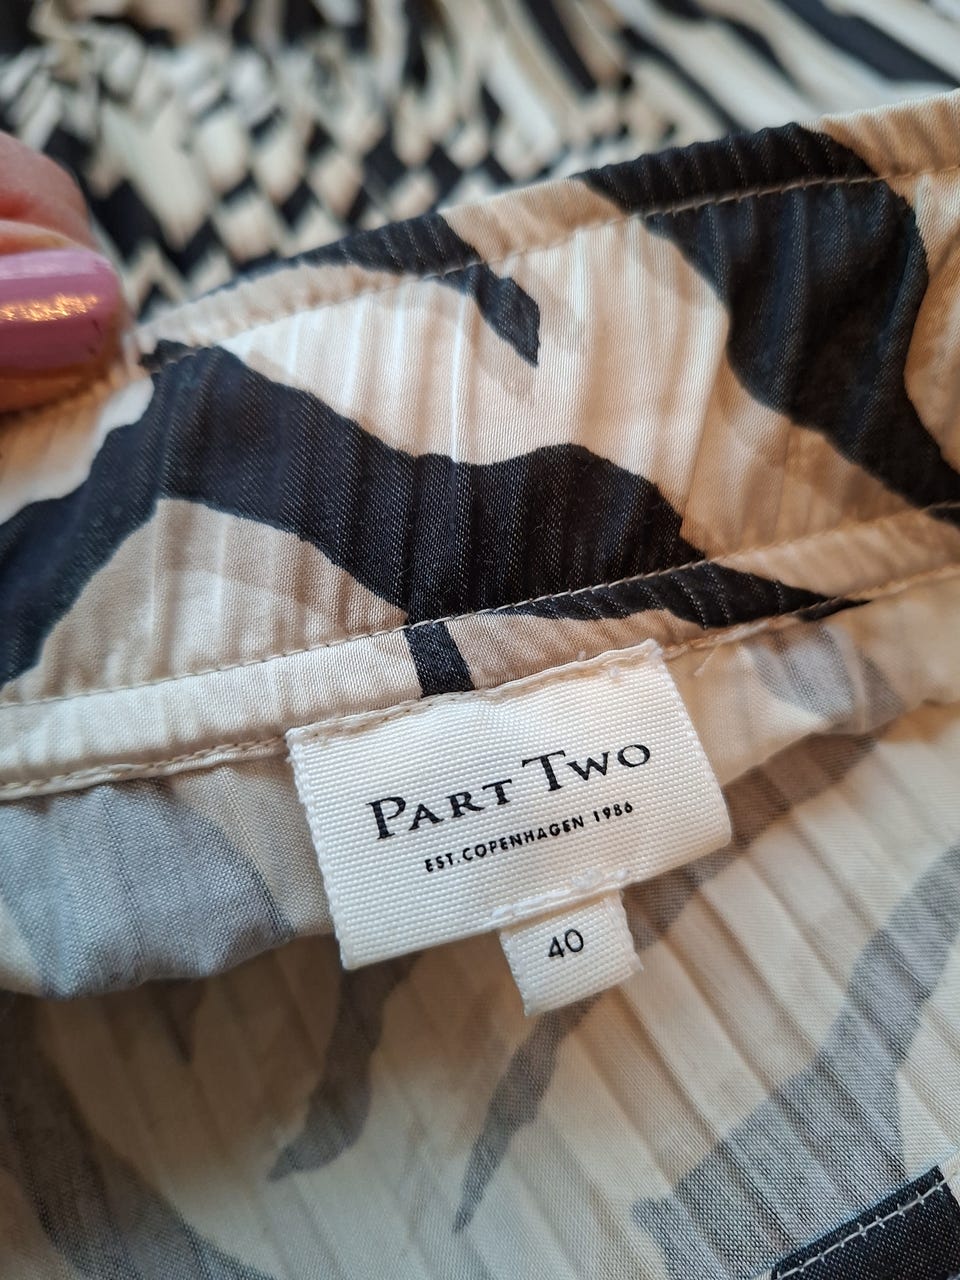 PART TWO
EST. COPENHAGEN 1986
40